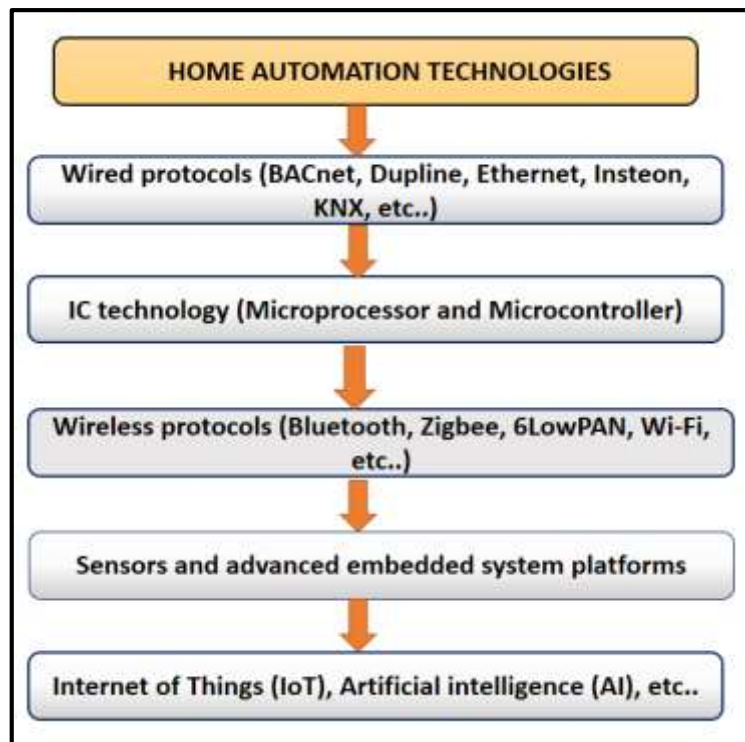 HOME AUTOMATION TECHNOLOGIES
Wired protocols (BACnet, Dupline, Ethernet, Insteon,
KNX, etc..)
IC technology (Microprocessor and Microcontroller)
Wireless protocols (Bluetooth, Zigbee, 6LowPAN, Wi-Fi,
etc..)
Sensors and advanced embedded system platforms
Internet of Things (IoT), Artificial intelligence (AI), etc..